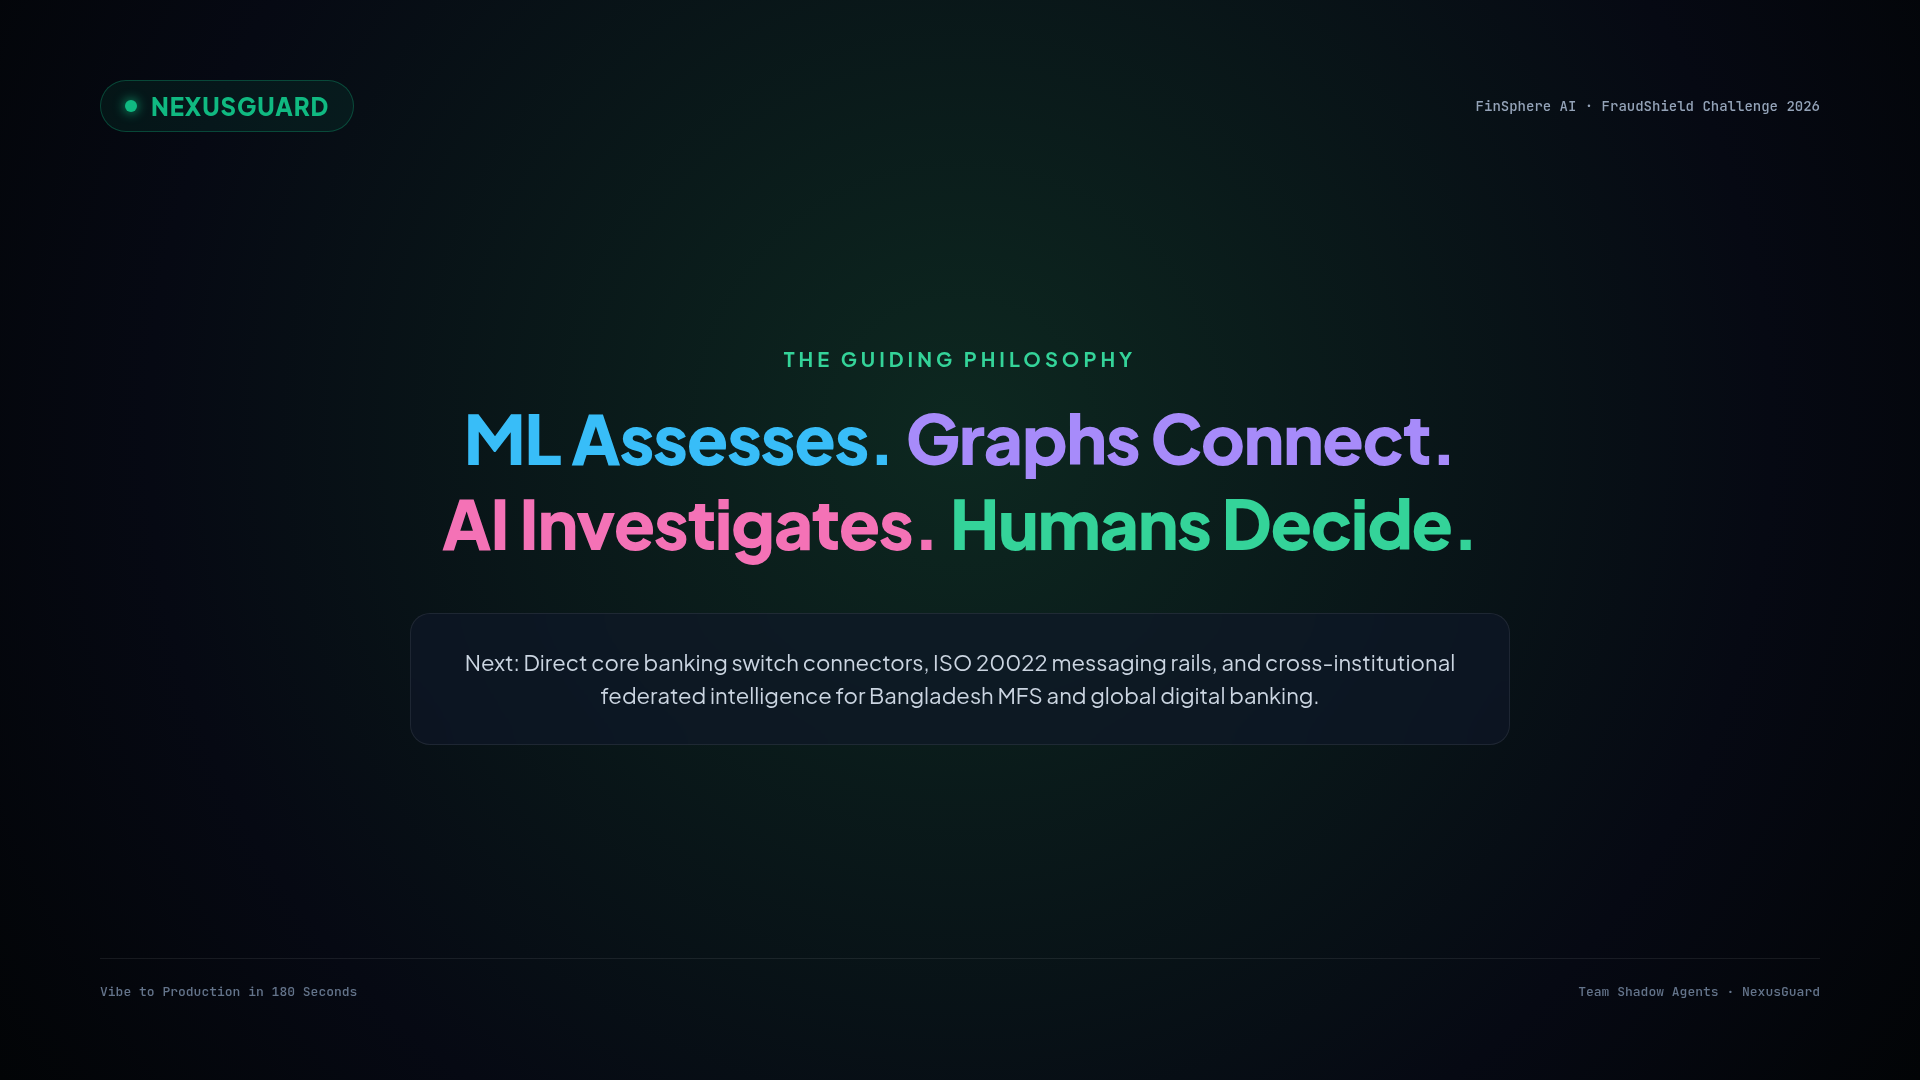 NEXUSGUARD
FinSphere AI · FraudShield Challenge 2026
THE GUIDING PHILOSOPHY
ML Assesses. Graphs Connect.
AI Investigates. Humans Decide.
Next: Direct core banking switch connectors, ISO 20022 messaging rails, and cross-institutional
federated intelligence for Bangladesh MFS and global digital banking.
Vibe to Production in 180 Seconds
Team Shadow Agents · NexusGuard